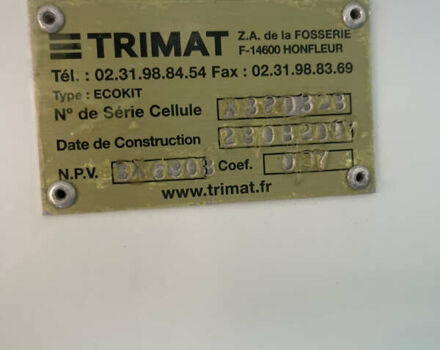 TRIMAT Z.A. de la FOSSERIE
F-14600 HONFLEUR
Tél. : 02.31.98.84.54 Fax : 02.31.98.83.69
Type : ECOKIT
N° de Série Cellule
Date de Construction
N.P.V. Coef.
www.trimat.fr